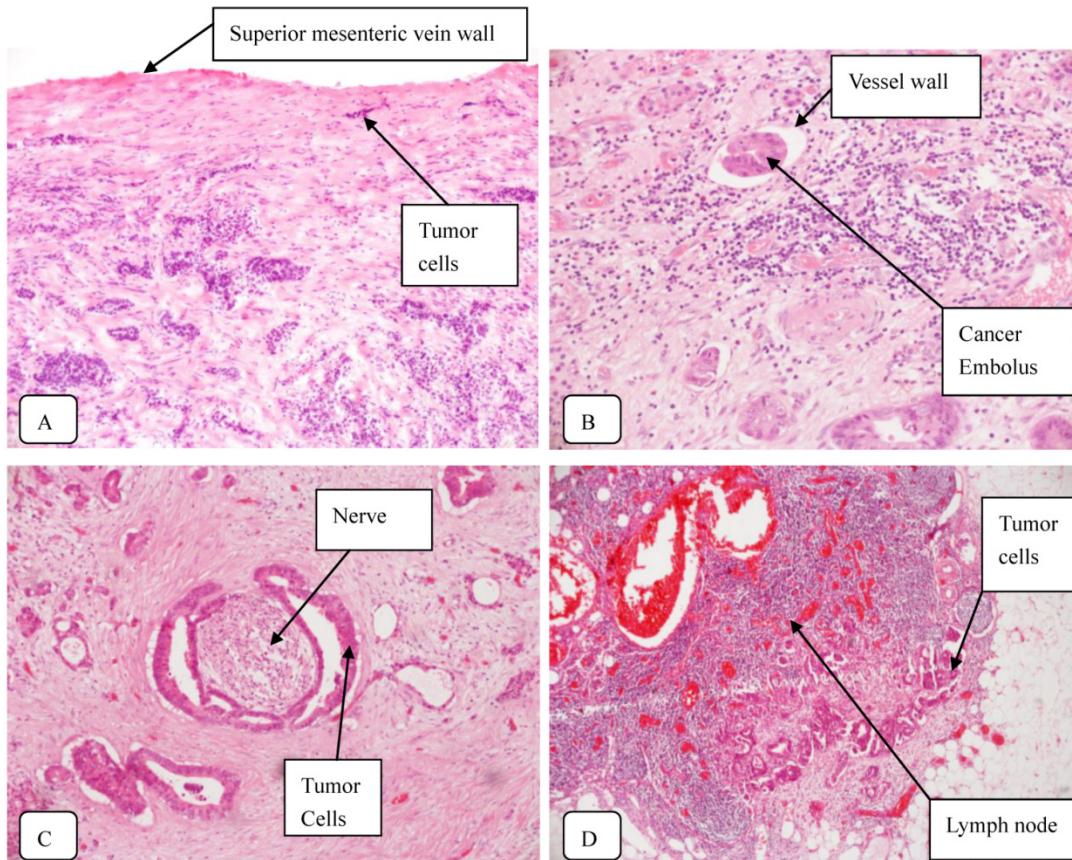 Superior mesenteric vein wall
Tumor
cells
A
Vessel wall
Cancer
Embolus
B
Nerve
Tumor
Cells
C
Tumor
cells
Lymph node
D